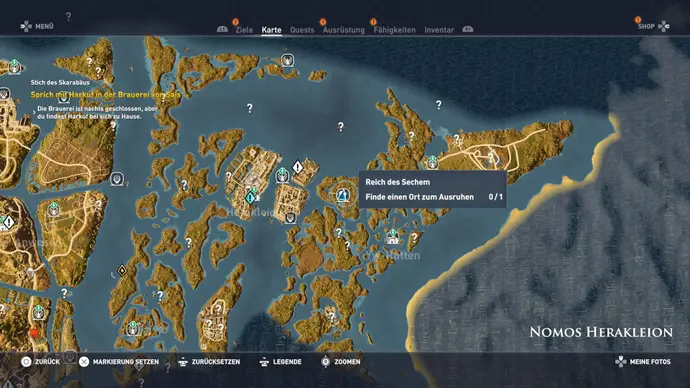 MENÜ
Ziele
Karte
Quests
Ausrüstung
Fähigkeiten
Inventar
SHOP
Stich des Skarabäus
Sprich mit Harkuf in der Brauerei von Sais
Die Brauerei ist nachts geschlossen, aber
du findest Harkuf bei sich zu Hause.
Reich des Sechem
Finde einen Ort zum Ausruhen 0/1
Herakleion
NOMOS HERAKLEION
ZURÜCK
MARKIERUNG SETZEN
ZURÜCKSETZEN
LEGENDE
ZOOMEN
MEINE FOTOS